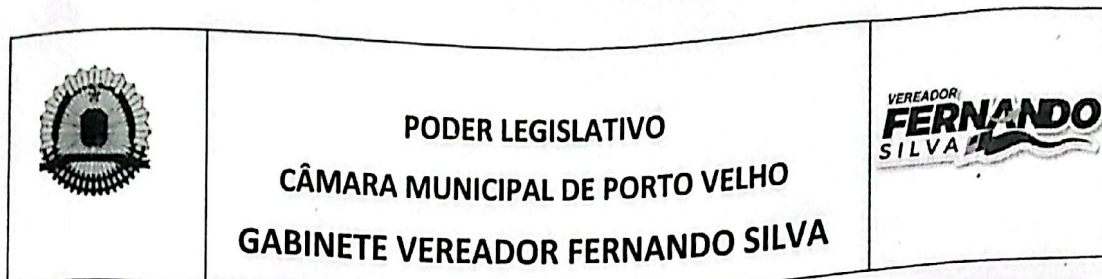 PODER LEGISLATIVO
CÂMARA MUNICIPAL DE PORTO VELHO
GABINETE VEREADOR FERNANDO SILVA
VEREADOR
FERNANDO
SILVA